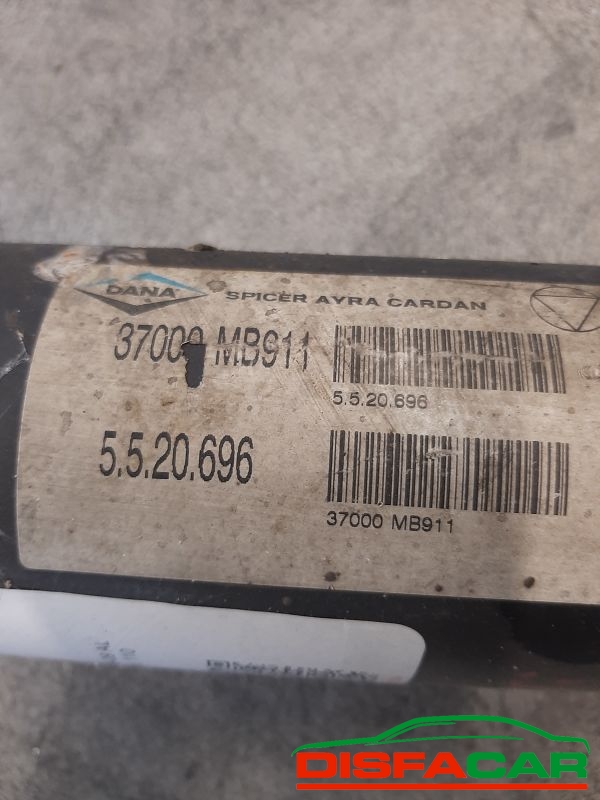 DANA
SPICER AYRA CARDAN
37000 MB911
5.5.20.696
5.5.20.696
37000 MB911
DISFACAR